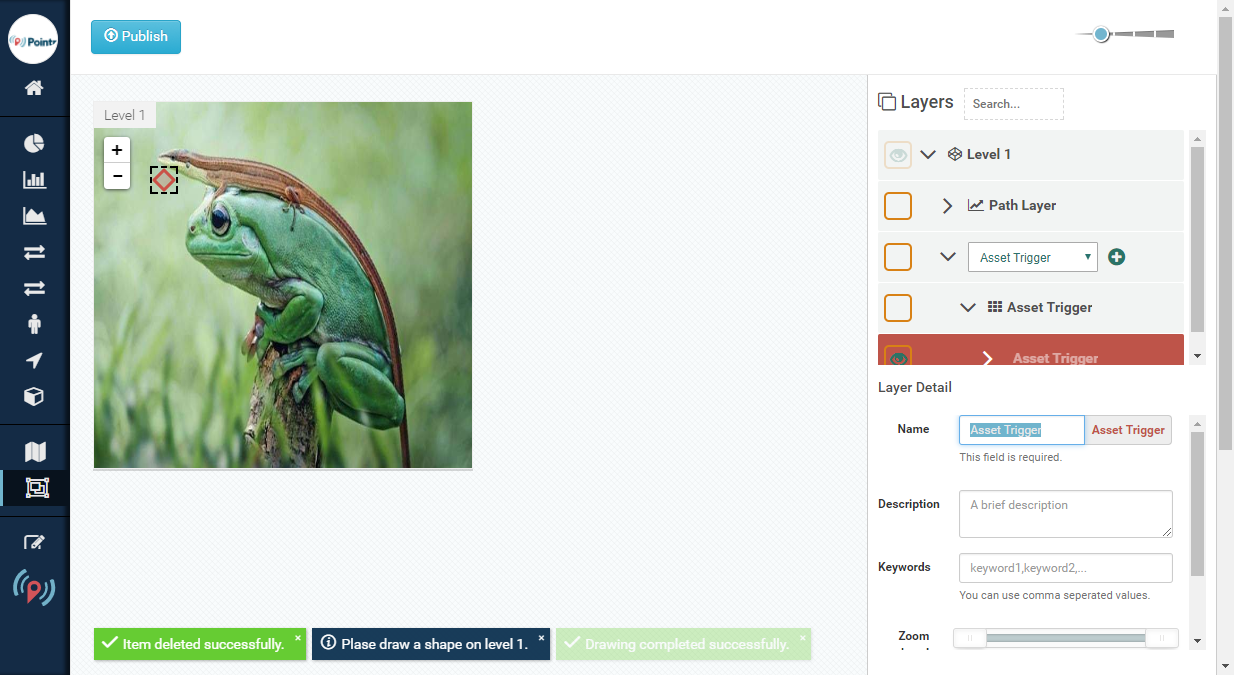 Pointr
Publish
Level 1
+
−
Layers
Search...
Level 1
Path Layer
Asset Trigger
Asset Trigger
Asset Trigger
Layer Detail
Name
Asset Trigger
Asset Trigger
This field is required.
Description
A brief description
Keywords
keyword1,keyword2,...
You can use comma seperated values.
Zoom
Item deleted successfully. ×
Plase draw a shape on level 1. ×
Drawing completed successfully. ×